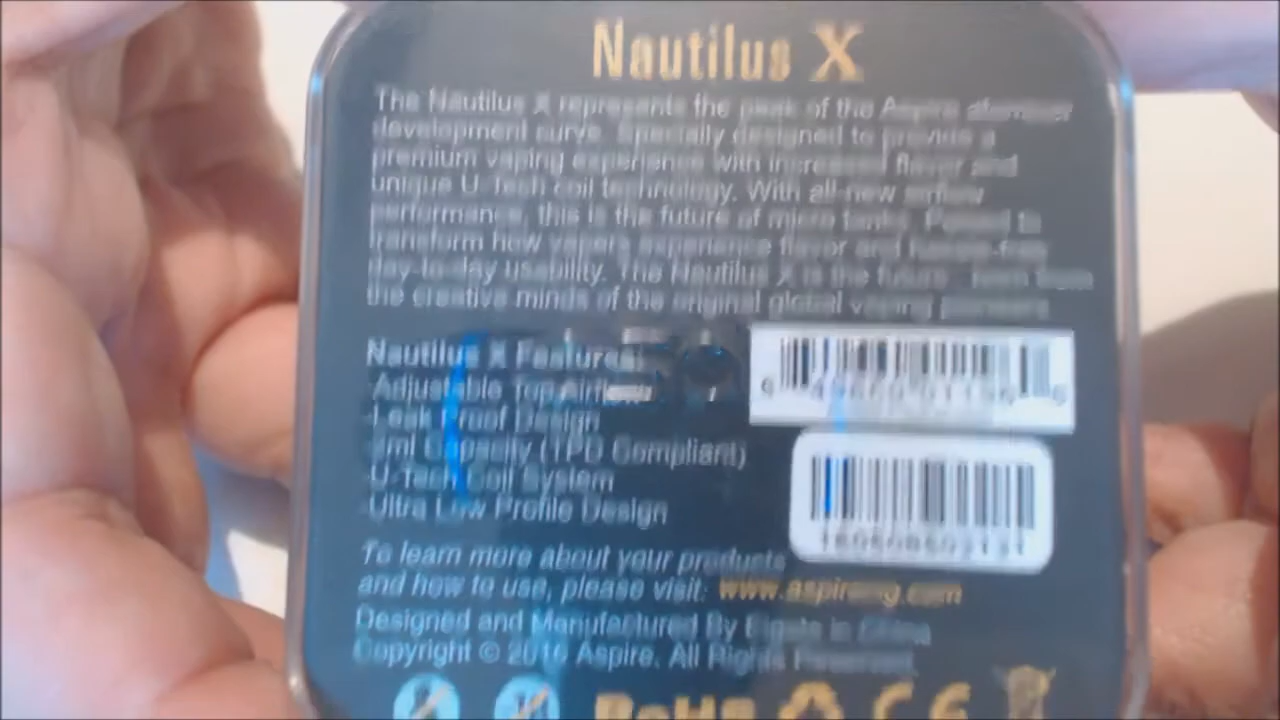 Nautilus X
The Nautilus X represents the peak of the Aspire
development curve. Specially designed to provide a
premium vaping experience with increased flavor and
unique U-Tech coil technology. With all-new airflow
performance, this is the future of micro tanks. Poised to
transform how vapers experience flavor and hassle-free
day-to-day usability. The Nautilus X is the future
the creative minds of the original global vaping pioneers
Nautilus X Features:
-Adjustable Top Airflow
-Leak Proof Design
-2ml Capacity (TPD Compliant)
-U-Tech Coil System
-Ultra Low Profile Design
To learn more about your products
and how to use, please visit: www.aspirecig.com
Designed and Manufactured By Eigate in China
Copyright © 2016 Aspire. All Rights Reserved.
RoHS CE